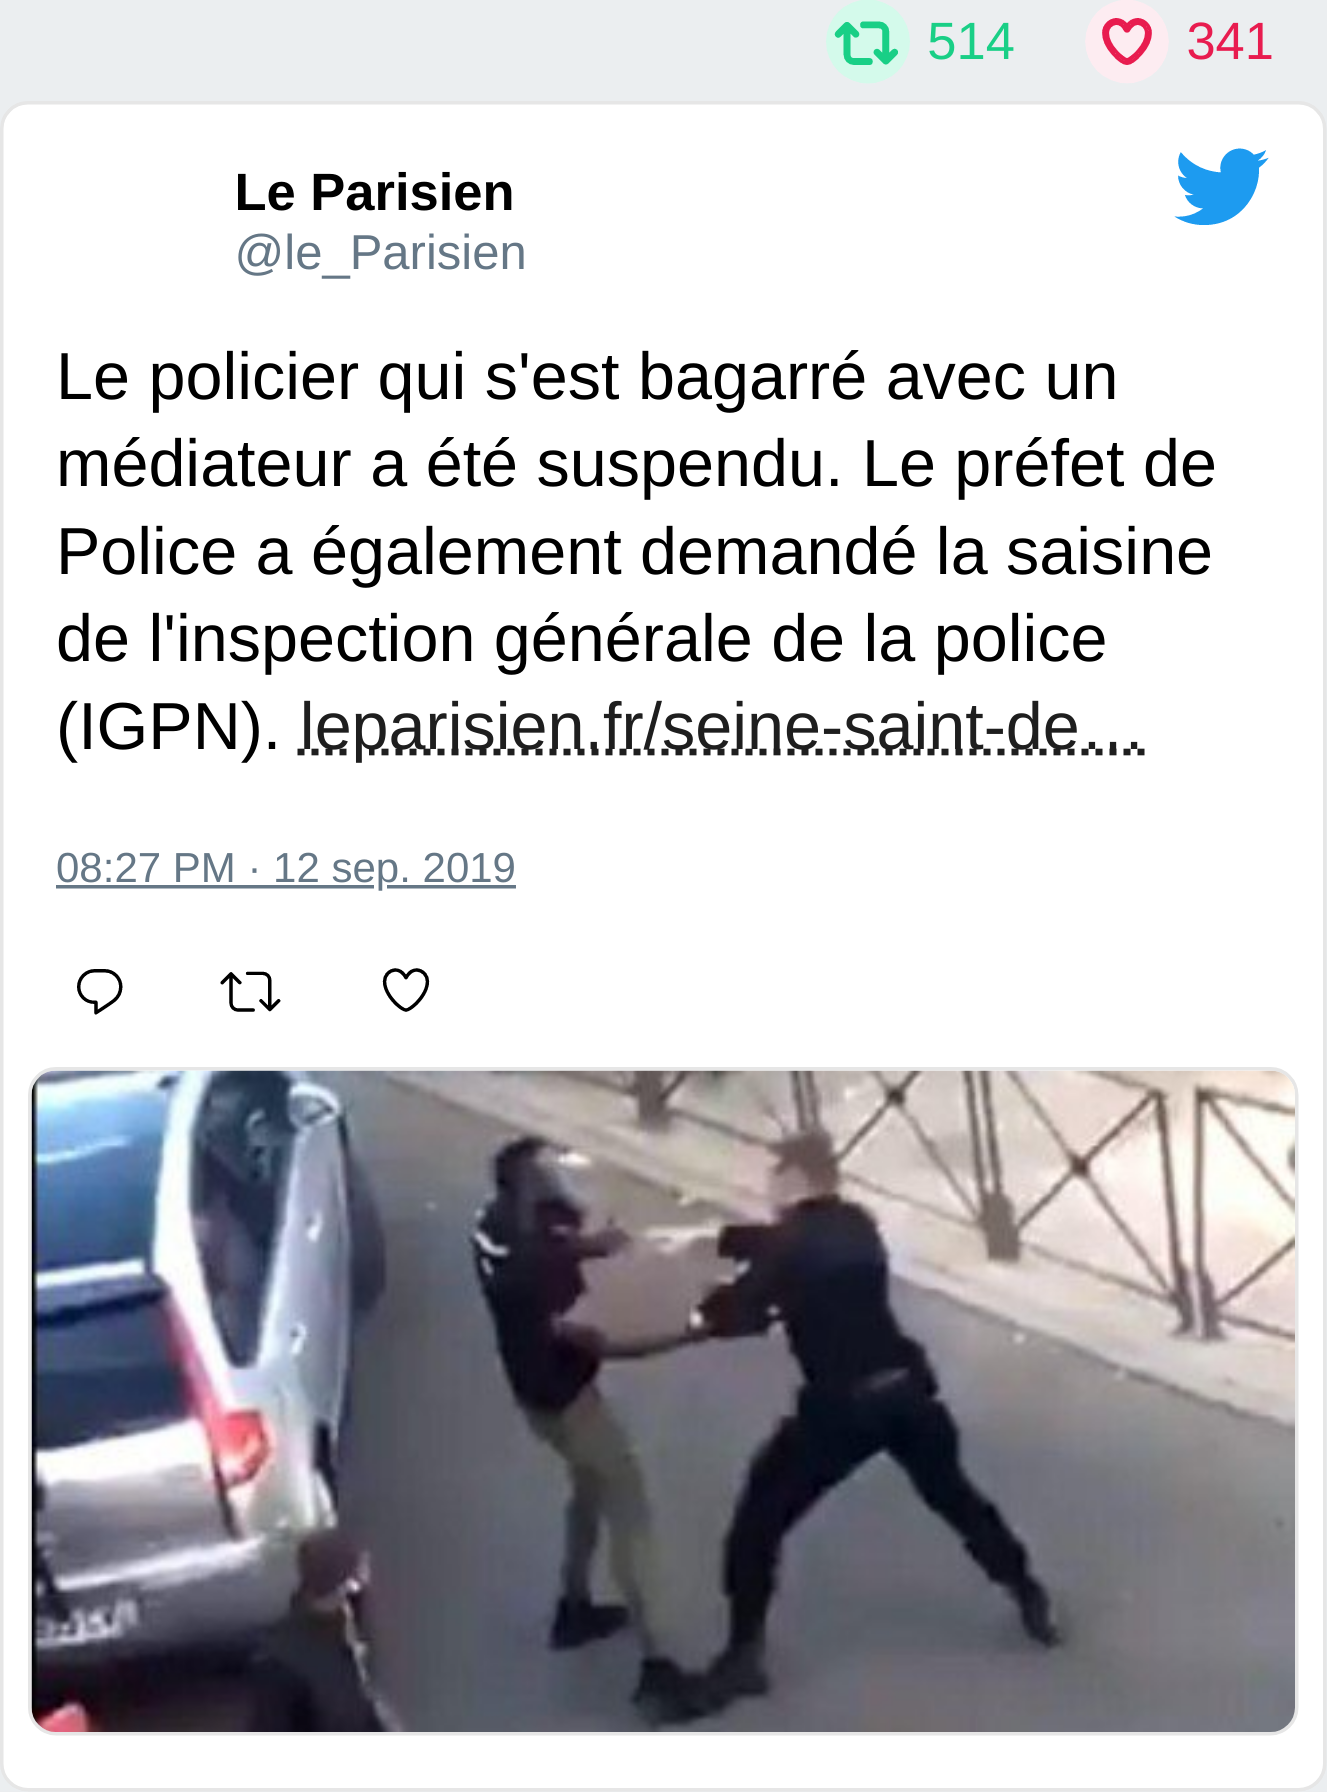 514 341
Le Parisien
@le_Parisien
Le policier qui s'est bagarré avec un
médiateur a été suspendu. Le préfet de
Police a également demandé la saisine
de l'inspection générale de la police
(IGPN). leparisien.fr/seine-saint-de…
08:27 PM · 12 sep. 2019